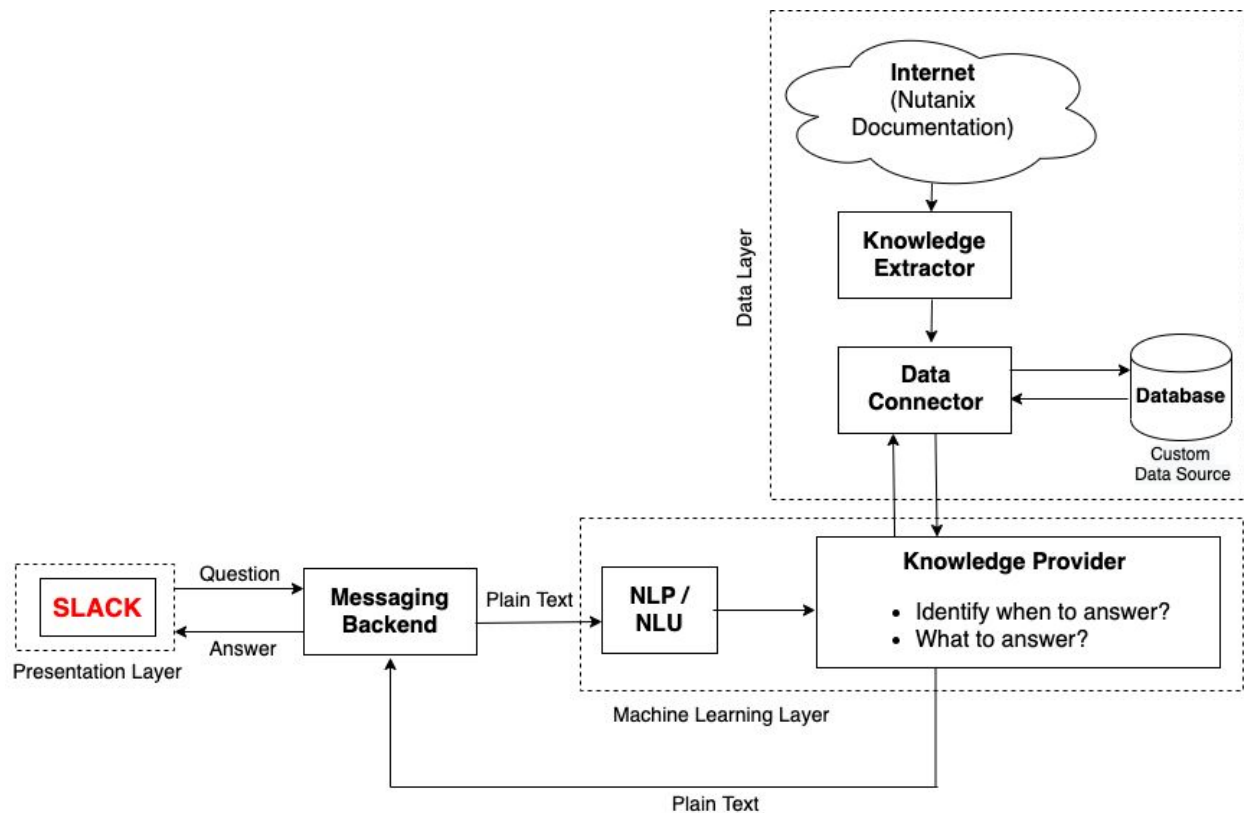 Internet
(Nutanix
Documentation)
Knowledge
Extractor
Data Layer
Data
Connector
Database
Custom
Data Source
SLACK
Presentation Layer
Question
Answer
Messaging
Backend
Plain Text
NLP /
NLU
Knowledge Provider
• Identify when to answer?
• What to answer?
Machine Learning Layer
Plain Text